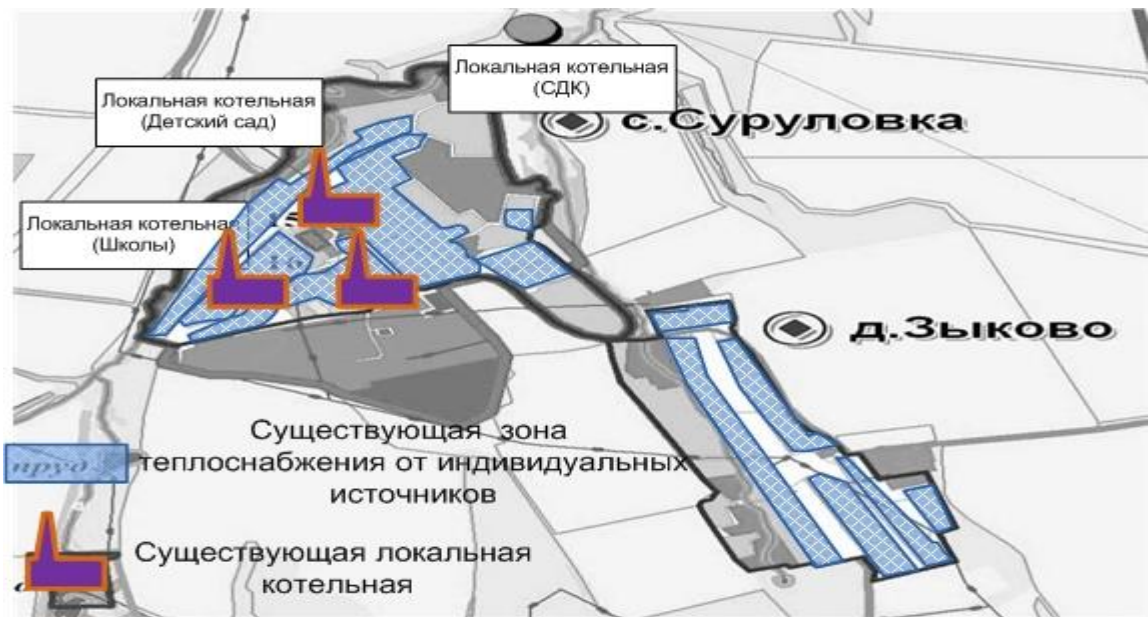 Локальная котельная
(СДК)
Локальная котельная
(Детский сад)
с.Суруловка
Локальная котельная
(Школы)
д.Зыково
Существующая зона
теплоснабжения от индивидуальных
источников
Существующая локальная
котельная